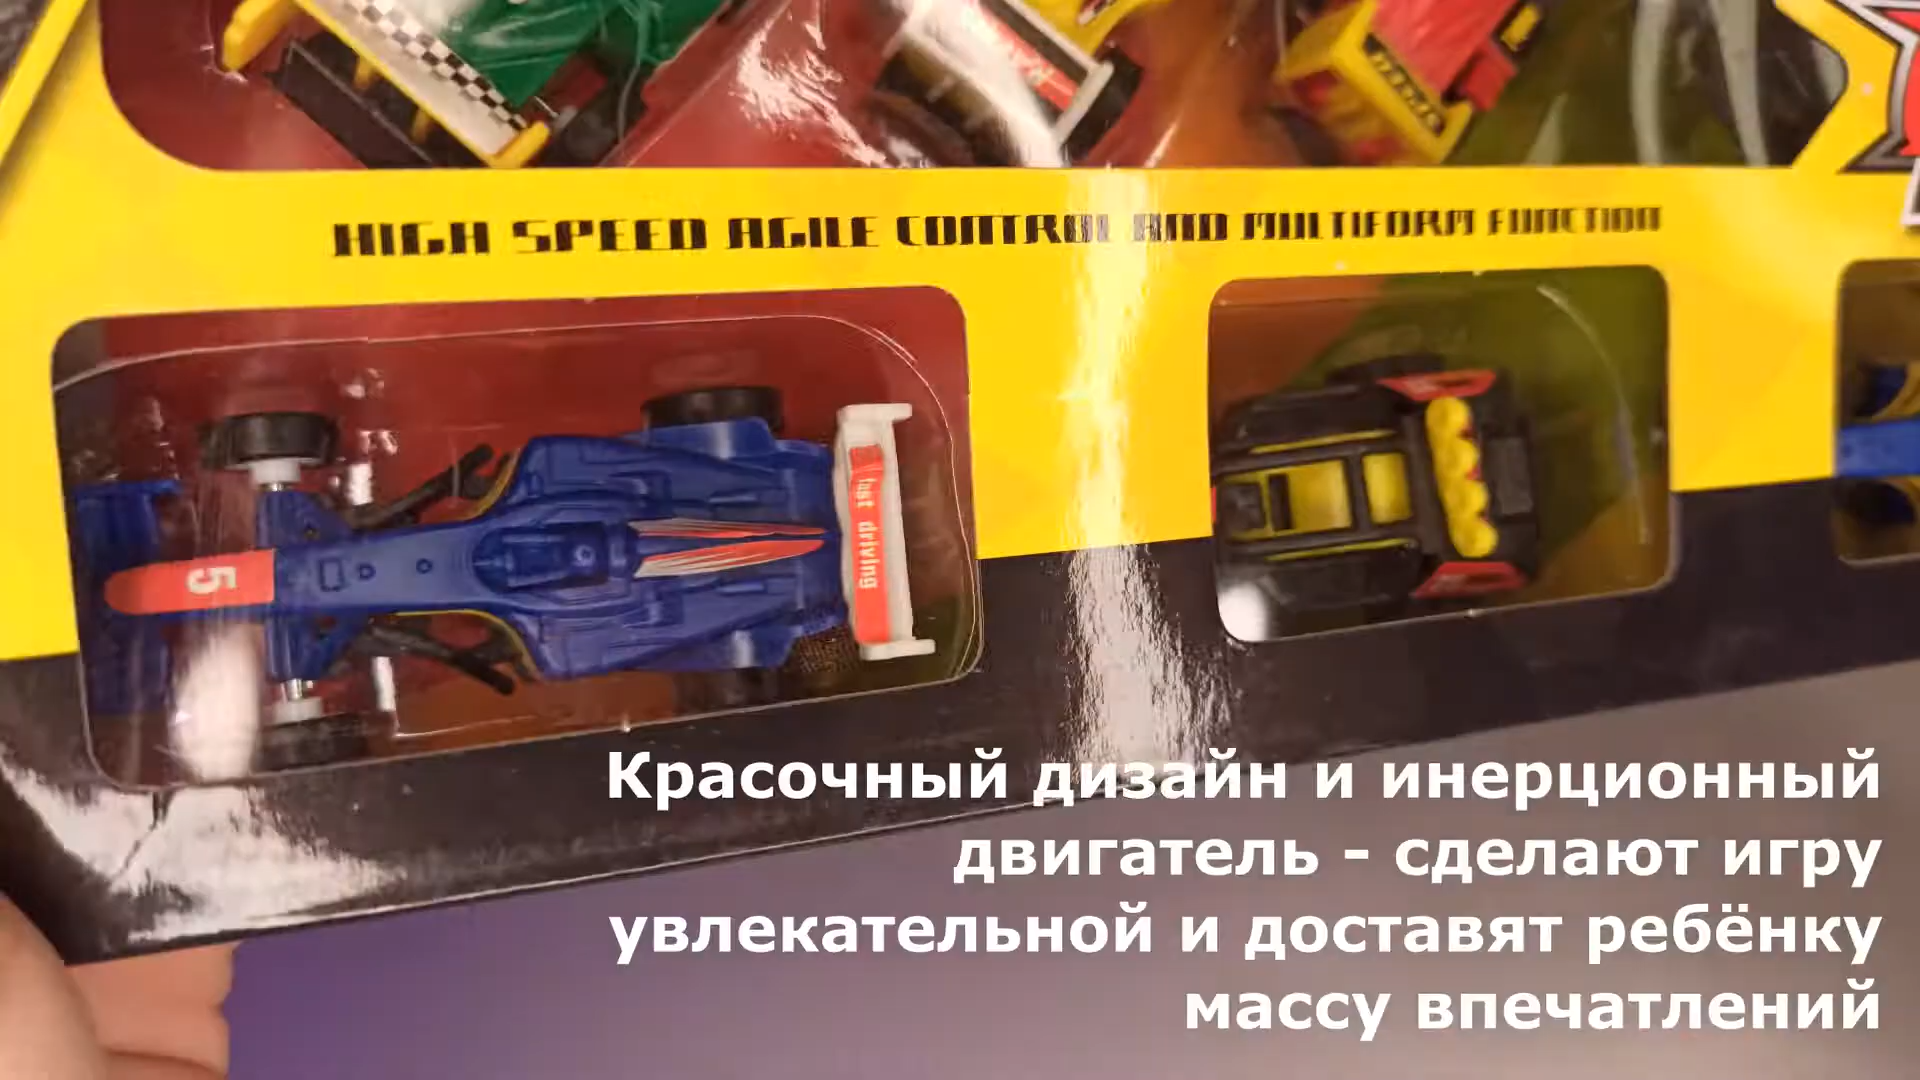 HIGH SPEED AGILE CONTROL AND MULTIFORM FUNCTION
5
fast driving
Красочный дизайн и инерционный
двигатель - сделают игру
увлекательной и доставят ребёнку
массу впечатлений